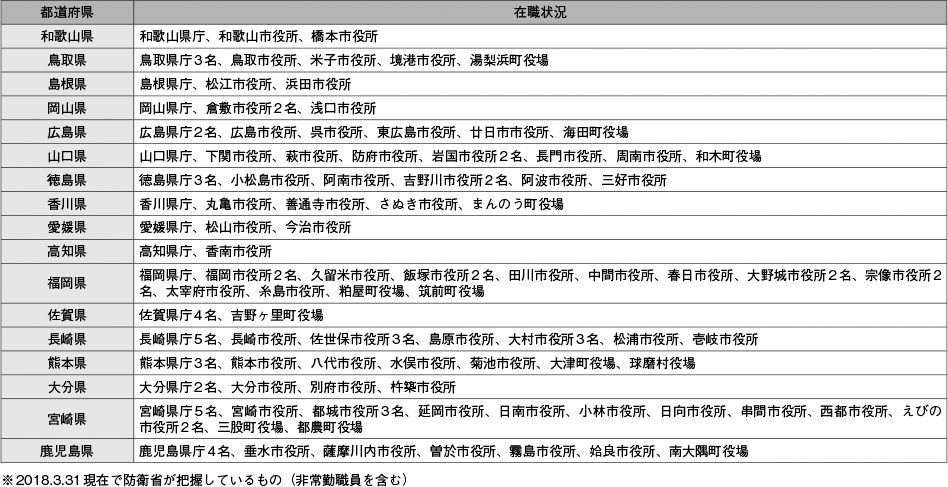 都道府県 在職状況
和歌山県 和歌山県庁、和歌山市役所、橋本市役所
鳥取県 鳥取県庁３名、鳥取市役所、米子市役所、境港市役所、湯梨浜町役場
島根県 島根県庁、松江市役所、浜田市役所
岡山県 岡山県庁、倉敷市役所２名、浅口市役所
広島県 広島県庁２名、広島市役所、呉市役所、東広島市役所、廿日市市役所、海田町役場
山口県 山口県庁、下関市役所、萩市役所、防府市役所、岩国市役所２名、長門市役所、周南市役所、和木町役場
徳島県 徳島県庁３名、小松島市役所、阿南市役所、吉野川市役所２名、阿波市役所、三好市役所
香川県 香川県庁、丸亀市役所、善通寺市役所、さぬき市役所、まんのう町役場
愛媛県 愛媛県庁、松山市役所、今治市役所
高知県 高知県庁、香南市役所
福岡県 福岡県庁、福岡市役所２名、久留米市役所、飯塚市役所２名、田川市役所、中間市役所、春日市役所、大野城市役所２名、宗像市役所２
名、太宰府市役所、糸島市役所、粕屋町役場、筑前町役場
佐賀県 佐賀県庁４名、吉野ヶ里町役場
長崎県 長崎県庁５名、長崎市役所、佐世保市役所３名、島原市役所、大村市役所３名、松浦市役所、壱岐市役所
熊本県 熊本県庁３名、熊本市役所、八代市役所、水俣市役所、菊池市役所、大津町役場、球磨村役場
大分県 大分県庁２名、大分市役所、別府市役所、杵築市役所
宮崎県 宮崎県庁５名、宮崎市役所、都城市役所３名、延岡市役所、日南市役所、小林市役所、日向市役所、串間市役所、西都市役所、えびの
市役所２名、三股町役場、都農町役場
鹿児島県 鹿児島県庁４名、垂水市役所、薩摩川内市役所、曽於市役所、霧島市役所、姶良市役所、南大隅町役場
※2018.3.31現在で防衛省が把握しているもの（非常勤職員を含む）